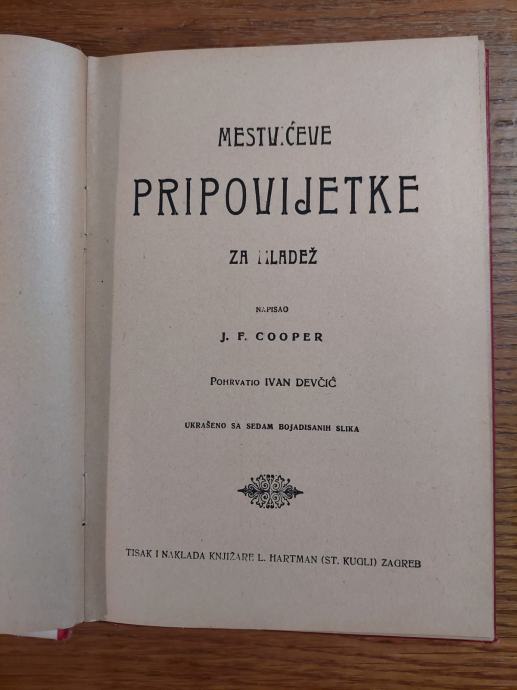 MESTVIĆEVE
PRIPOVIJETKE
ZA MLADEŽ
NAPISAO
J. F. COOPER
POHRVATIO IVAN DEVČIĆ
UKRAŠENO SA SEDAM BOJADISANIH SLIKA
TISAK I NAKLADA KNJIŽARE L. HARTMAN (ST. KUGLI) ZAGREB